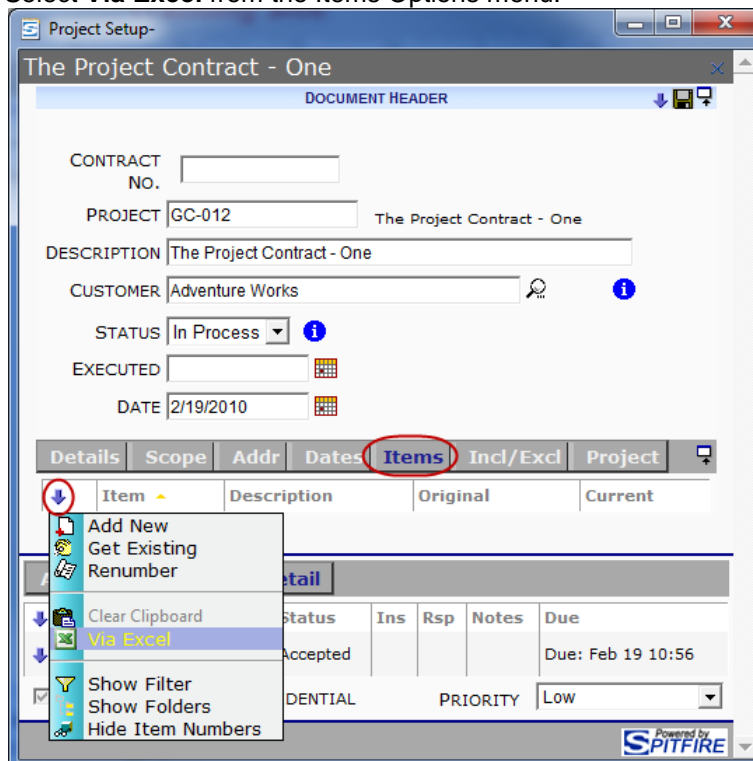 Select Via Excel from the Items Options menu.
Project Setup-
The Project Contract - One
DOCUMENT HEADER
CONTRACT
NO.
PROJECT GC-012 The Project Contract - One
DESCRIPTION The Project Contract - One
CUSTOMER Adventure Works
STATUS In Process
EXECUTED
DATE 2/19/2010
Details Scope Addr Dates Items Incl/Excl Project
Item Description Original Current
Add New
Get Existing
Renumber
etail
Clear Clipboard Status Ins Rsp Notes Due
Via Excel
Accepted Due: Feb 19 10:56
Show Filter
DENTIAL PRIORITY Low
Show Folders
Hide Item Numbers
Powered by
SPITFIRE